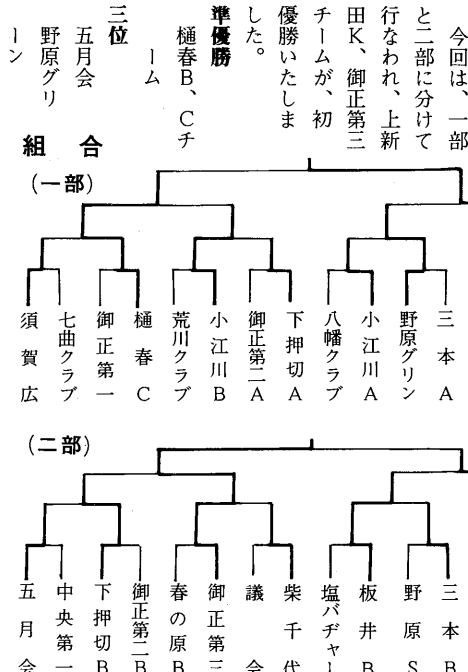 今回は、一部
と二部に分けて
行なわれ、上新
田K、御正第三
チームが、初
優勝いたしま
した。
準優勝
樋春B、Cチ
ーム
三位
五月会
野原グリ
ーン
組合
(一部)
三本A
野原グリン
小江川A
八幡クラブ
下押切A
御正第二A
小江川B
荒川クラブ
樋春C
御正第一
七曲クラブ
須賀広
(二部)
三本B
野原S
板井B
塩バヂャー
柴千代
議会
御正第三
春の原B
御正第二B
下押切B
中央第一
五月会